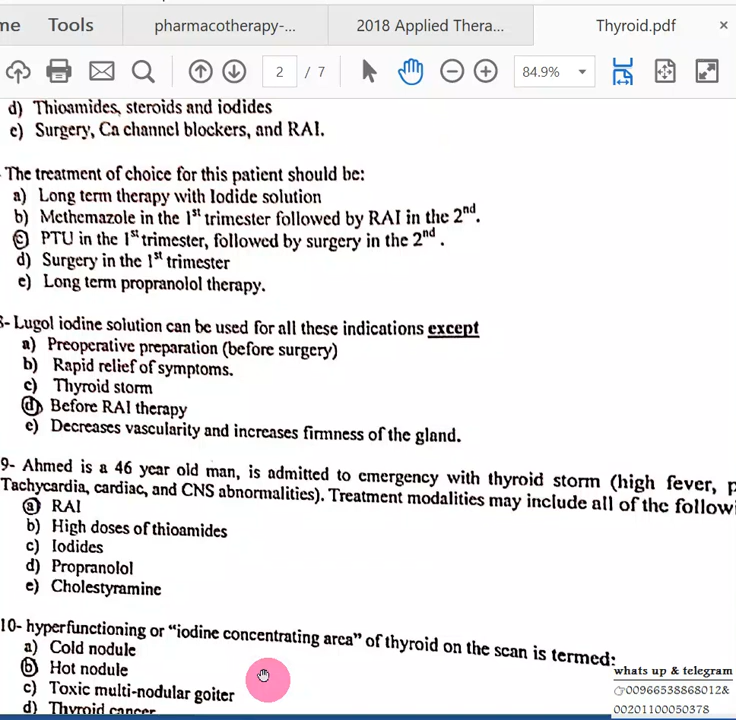 me Tools pharmacotherapy-... 2018 Applied Thera... Thyroid.pdf ×
2 / 7 84.9%
d) Thioamides, steroids and iodides
e) Surgery, Ca channel blockers, and RAI.
The treatment of choice for this patient should be:
a) Long term therapy with Iodide solution
b) Methemazole in the 1st trimester followed by RAI in the 2nd.
c) PTU in the 1st trimester, followed by surgery in the 2nd .
d) Surgery in the 1st trimester
e) Long term propranolol therapy.
8- Lugol iodine solution can be used for all these indications except
a) Preoperative preparation (before surgery)
b) Rapid relief of symptoms.
c) Thyroid storm
d) Before RAI therapy
e) Decreases vascularity and increases firmness of the gland.
9- Ahmed is a 46 year old man, is admitted to emergency with thyroid storm (high fever, p
Tachycardia, cardiac, and CNS abnormalities). Treatment modalities may include all of the followi
a) RAI
b) High doses of thioamides
c) Iodides
d) Propranolol
e) Cholestyramine
10- hyperfunctioning or “iodine concentrating area” of thyroid on the scan is termed:
a) Cold nodule
b) Hot nodule
c) Toxic multi-nodular goiter
d) Thyroid cancer
whats up & telegram
00966538868012&
00201100050378